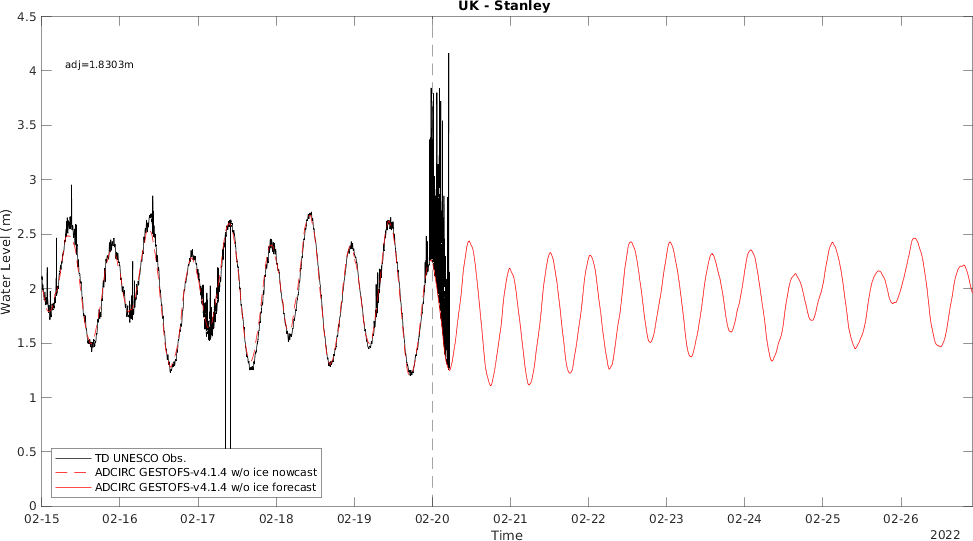 UK - Stanley
4.5
4
3.5
3
2.5
2
1.5
1
0.5
0
Water Level (m)
adj=1.8303m
TD UNESCO Obs.
ADCIRC GESTOFS-v4.1.4 w/o ice nowcast
ADCIRC GESTOFS-v4.1.4 w/o ice forecast
02-15 02-16 02-17 02-18 02-19 02-20 02-21 02-22 02-23 02-24 02-25 02-26
Time
2022